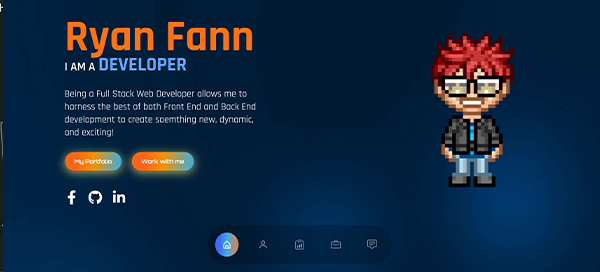 Ryan Fann
I AM A DEVELOPER
Being a Full Stack Web Developer allows me to
harness the best of both Front End and Back End
development to create soemthing new, dynamic,
and exciting!
My Portfolio Work with me